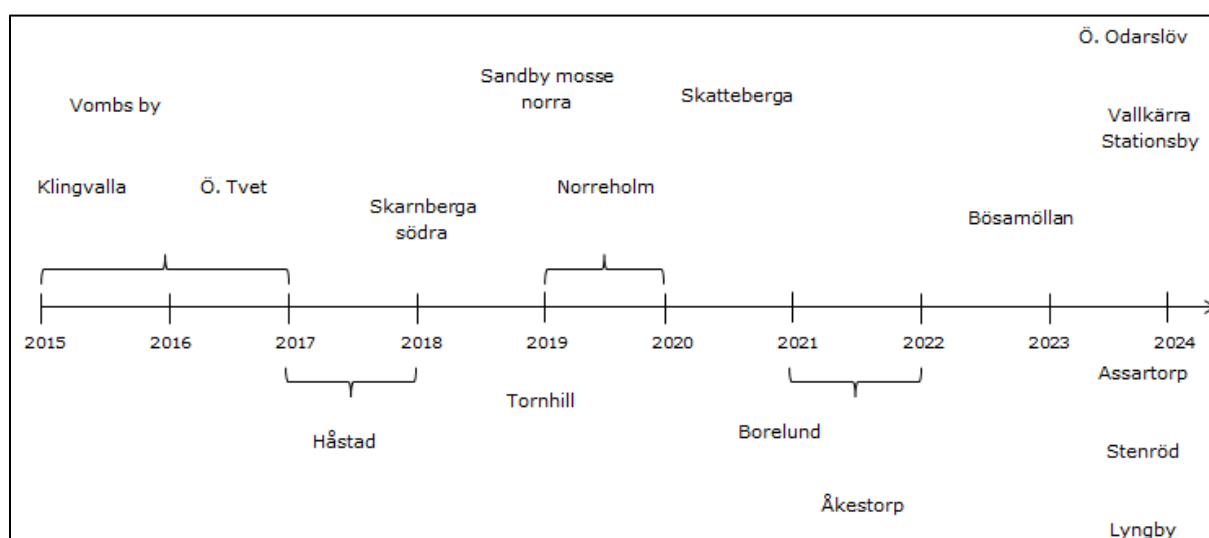 Ö. Odarslöv
Sandby mosse
norra
Skatteberga
Vombs by
Vallkärra
Stationsby
Klingvalla
Ö. Tvet
Norreholm
Skarnberga
södra
Bösamöllan
2015
2016
2017
2018
2019
2020
2021
2022
2023
2024
Assartorp
Tornhill
Håstad
Borelund
Stenröd
Åkestorp
Lyngby